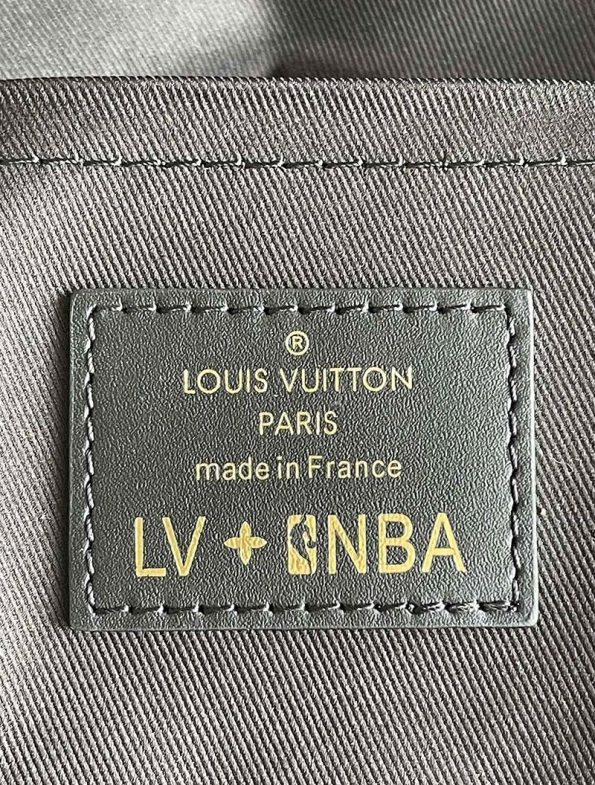 ®
LOUIS VUITTON
PARIS
made in France
LV + NBA